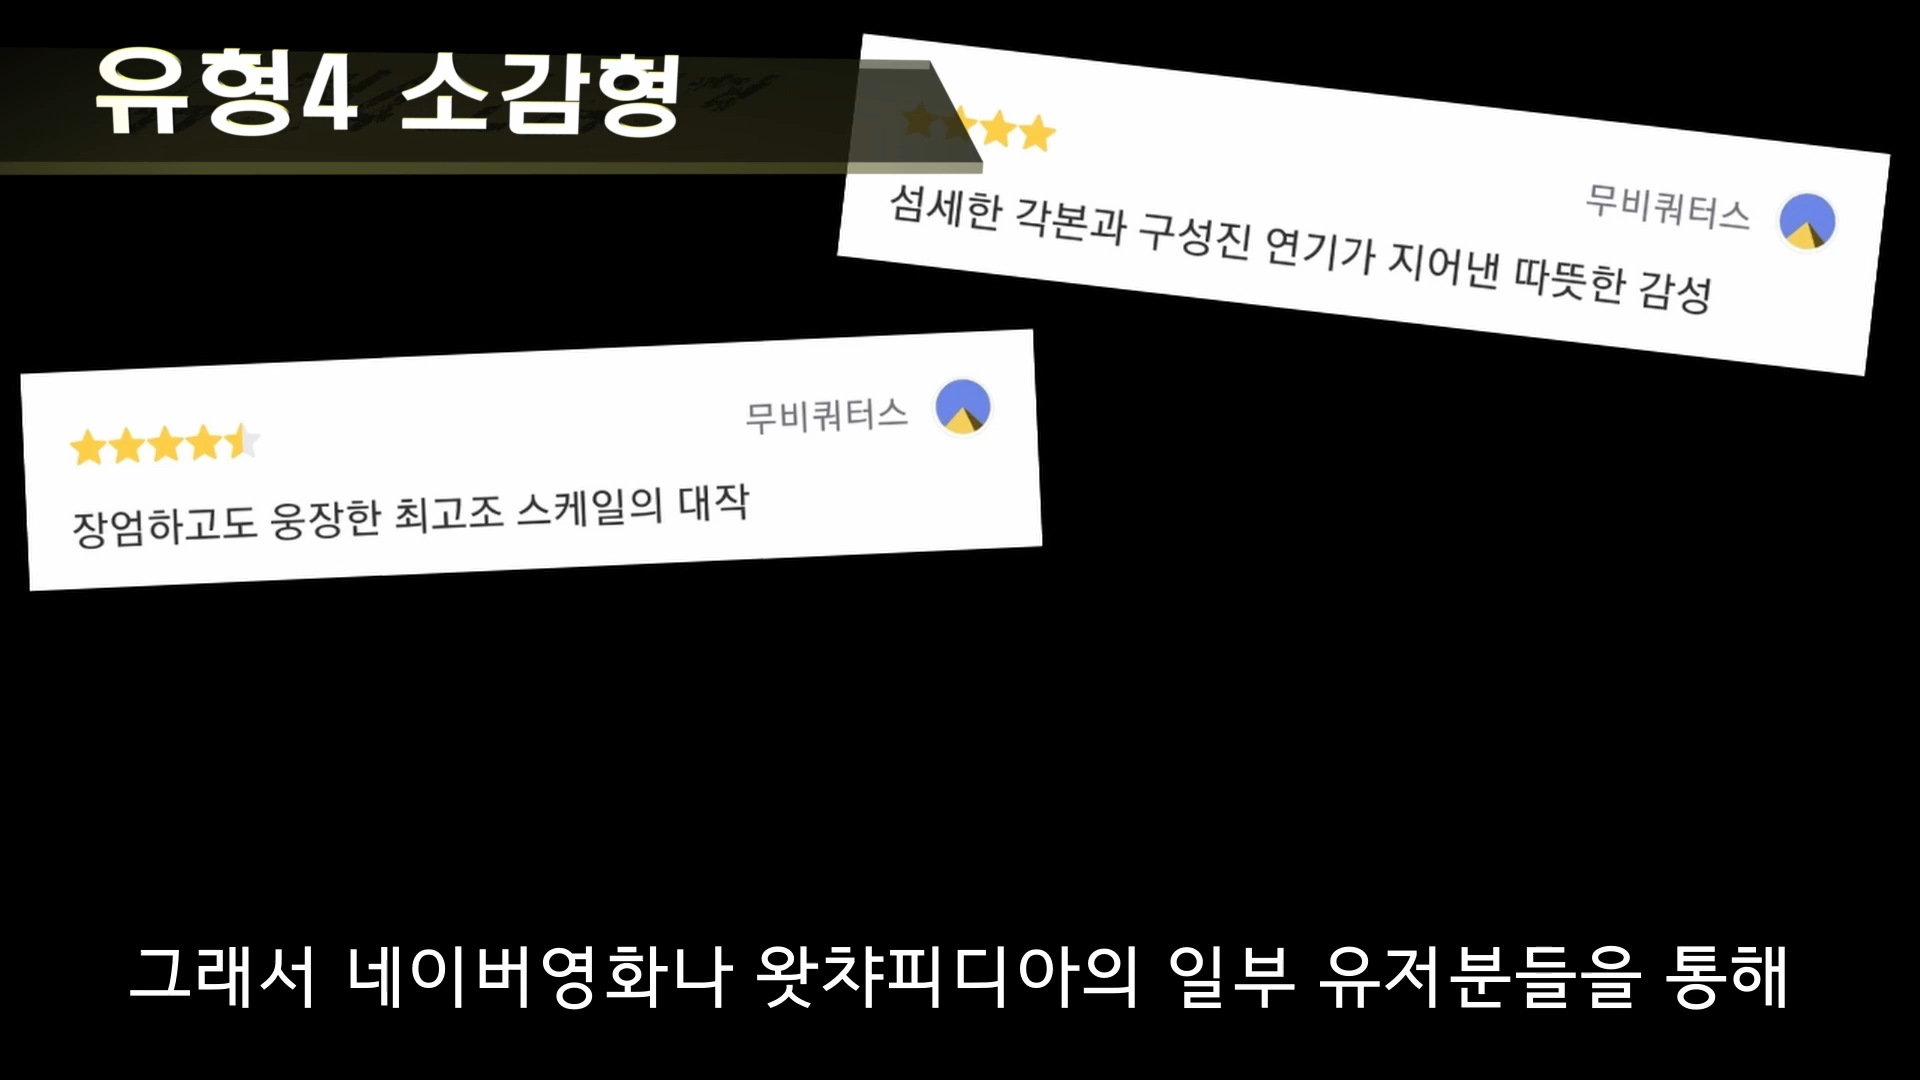 유형4 소감형
무비쿼터스
섬세한 각본과 구성진 연기가 지어낸 따뜻한 감성
무비쿼터스
장엄하고도 웅장한 최고조 스케일의 대작
그래서 네이버영화나 왓챠피디아의 일부 유저분들을 통해